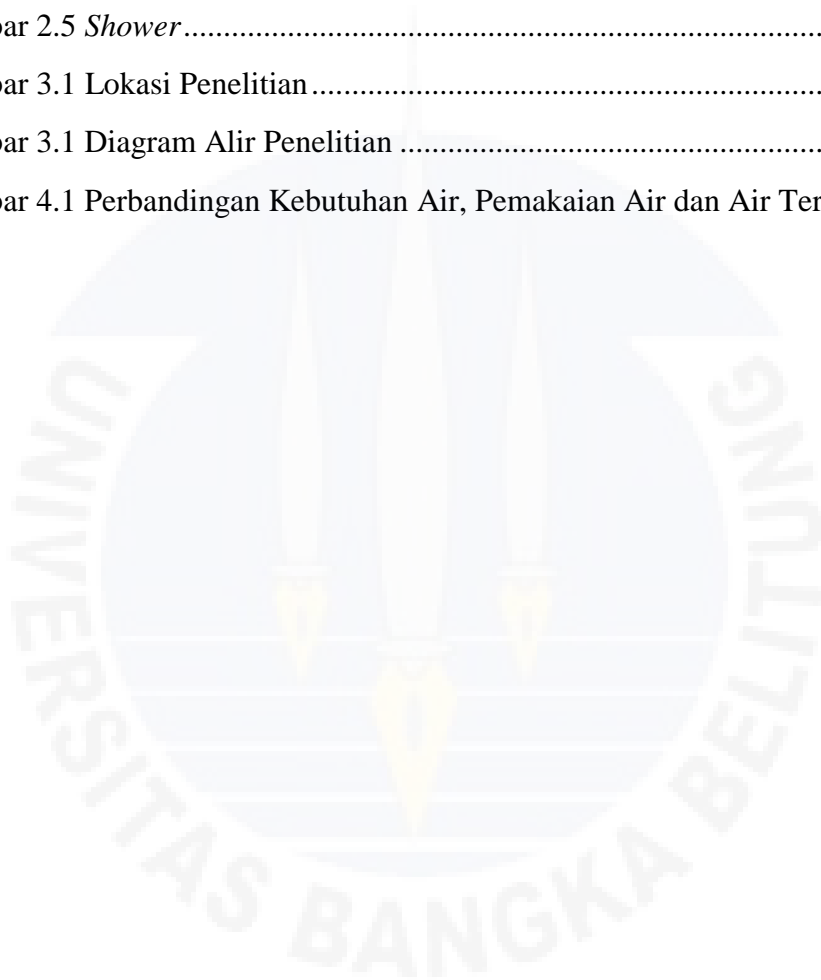 bar 2.5 Shower........................................................................................
bar 3.1 Lokasi Penelitian........................................................................
bar 3.1 Diagram Alir Penelitian .............................................................
bar 4.1 Perbandingan Kebutuhan Air, Pemakaian Air dan Air Ter
UNIVERSITAS BANGKA BELITUNG